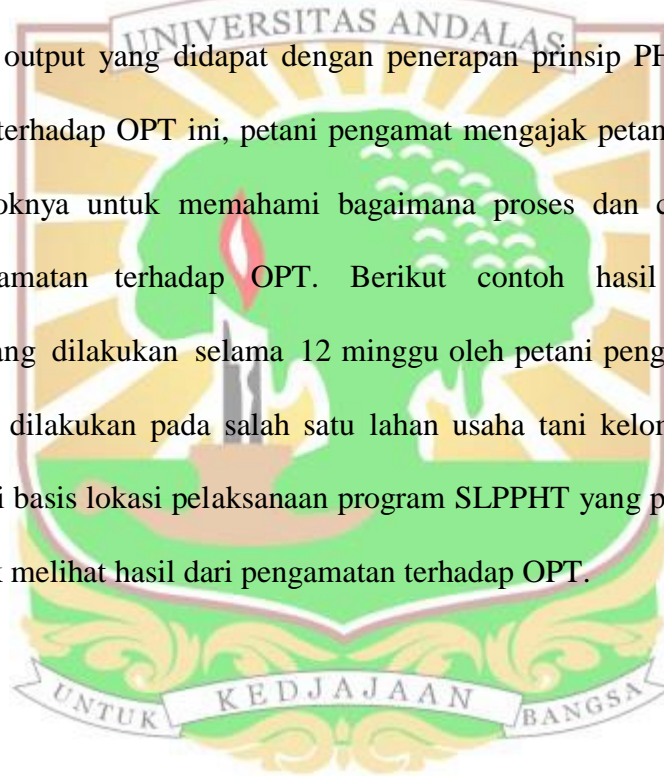 UNIVERSITAS ANDALAS
output yang didapat dengan penerapan prinsip PH
terhadap OPT ini, petani pengamat mengajak petan
oknya untuk memahami bagaimana proses dan c
amatan terhadap OPT. Berikut contoh hasil
ang dilakukan selama 12 minggu oleh petani peng
dilakukan pada salah satu lahan usaha tani kelon
i basis lokasi pelaksanaan program SLPPHT yang p
melihat hasil dari pengamatan terhadap OPT.
UNTUK KEDJAJAAN BANGSA